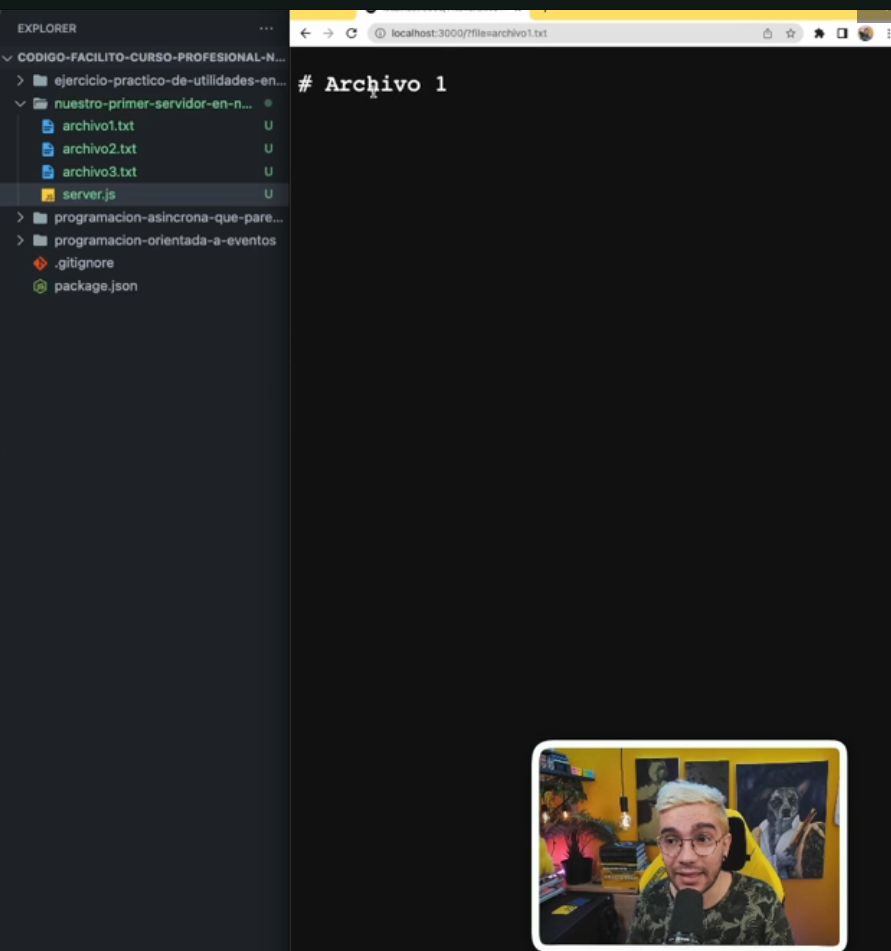 EXPLORER
CODIGO-FACILITO-CURSO-PROFESIONAL-N...
ejercicio-practico-de-utilidades-en...
nuestro-primer-servidor-en-n...
archivo1.txt U
archivo2.txt U
archivo3.txt U
server.js U
programacion-asincrona-que-pare...
programacion-orientada-a-eventos
.gitignore
package.json
localhost:3000/?file=archivo1.txt
# Archivo 1